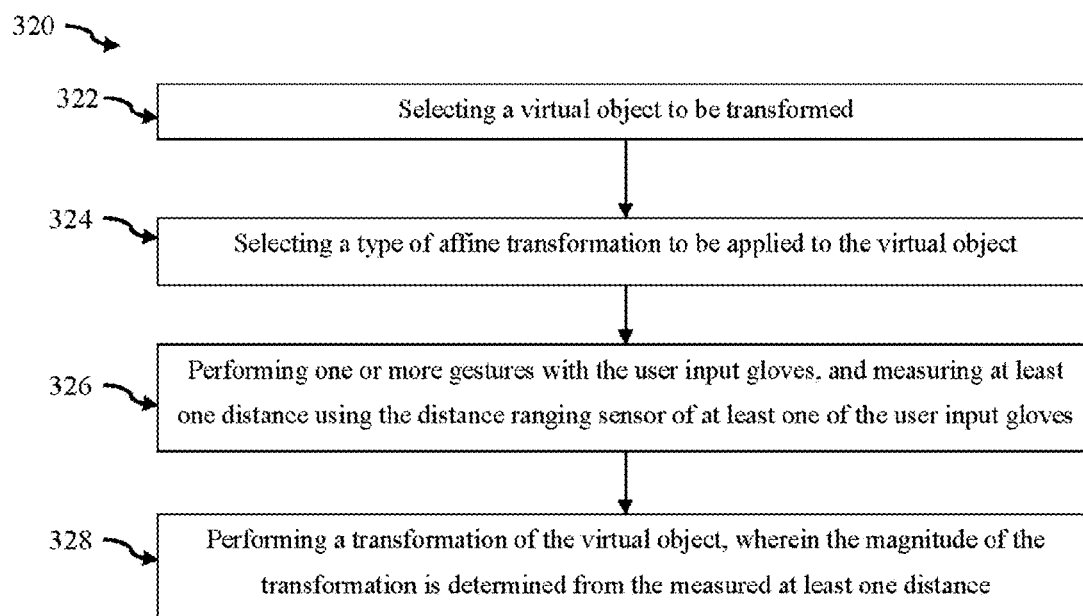 320
322
Selecting a virtual object to be transformed
324
Selecting a type of affine transformation to be applied to the virtual object
326
Performing one or more gestures with the user input gloves, and measuring at least
one distance using the distance ranging sensor of at least one of the user input gloves
328
Performing a transformation of the virtual object, wherein the magnitude of the
transformation is determined from the measured at least one distance